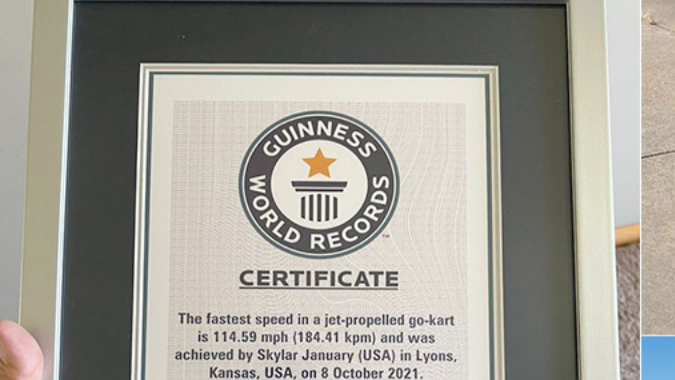 GUINNESS
WORLD RECORDS
™
CERTIFICATE
The fastest speed in a jet-propelled go-kart
is 114.59 mph (184.41 kpm) and was
achieved by Skylar January (USA) in Lyons,
Kansas, USA, on 8 October 2021.